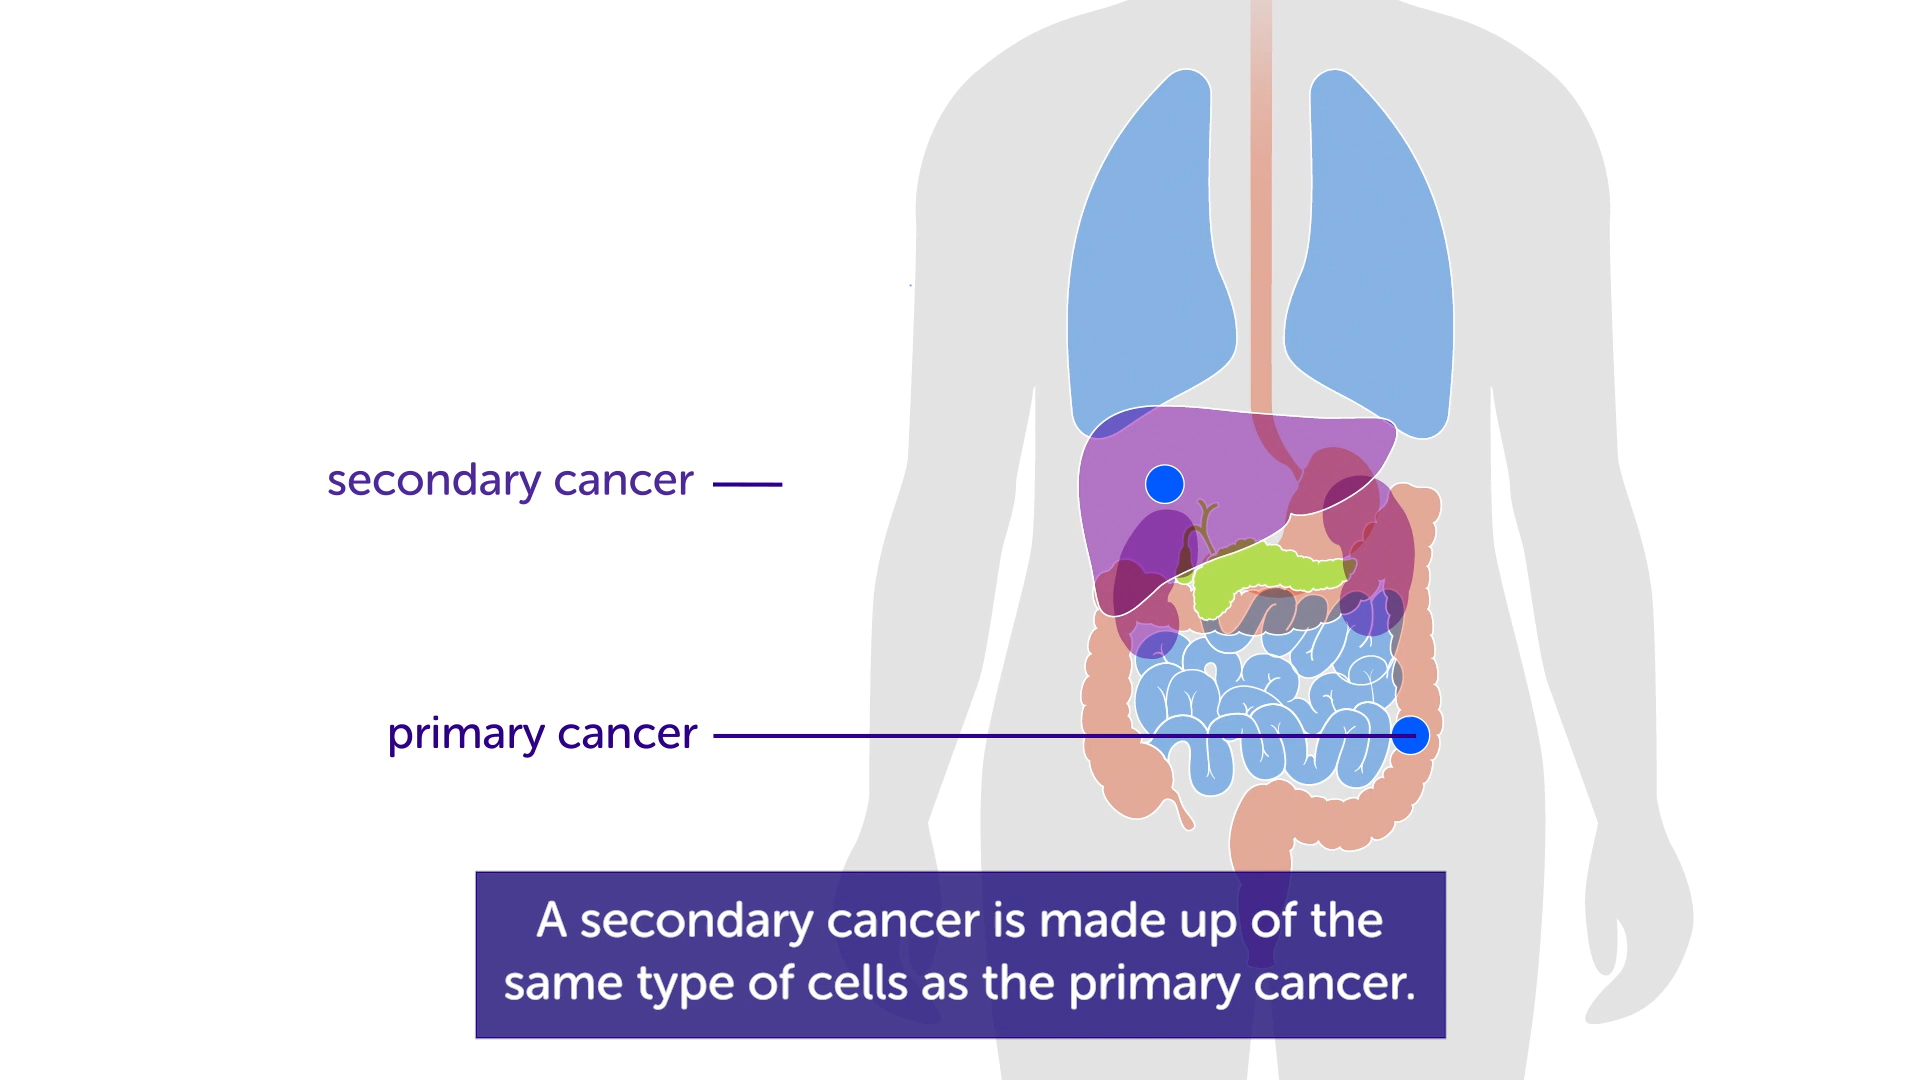 secondary cancer
primary cancer
A secondary cancer is made up of the
same type of cells as the primary cancer.